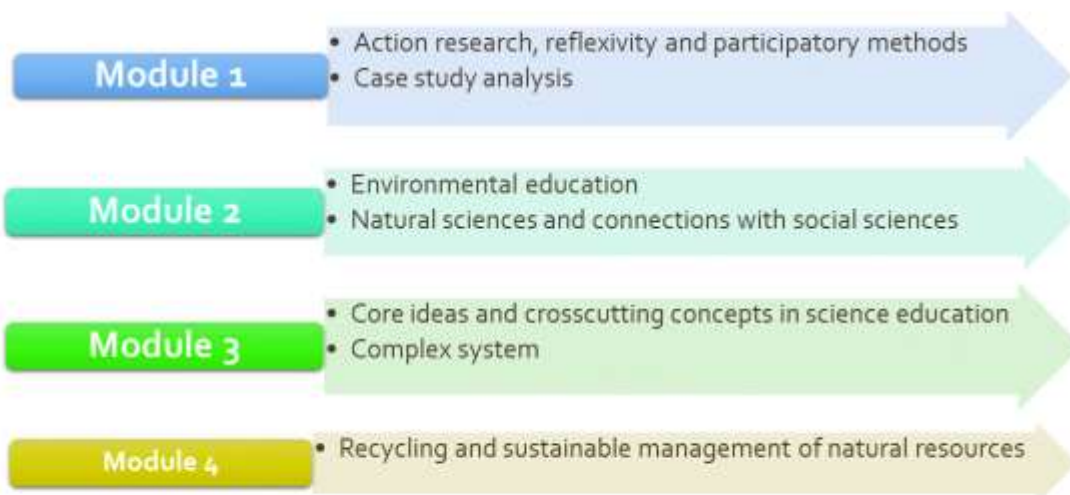 Module 1
• Action research, reflexivity and participatory methods
• Case study analysis
Module 2
• Environmental education
• Natural sciences and connections with social sciences
Module 3
• Core ideas and crosscutting concepts in science education
• Complex system
Module 4
• Recycling and sustainable management of natural resources